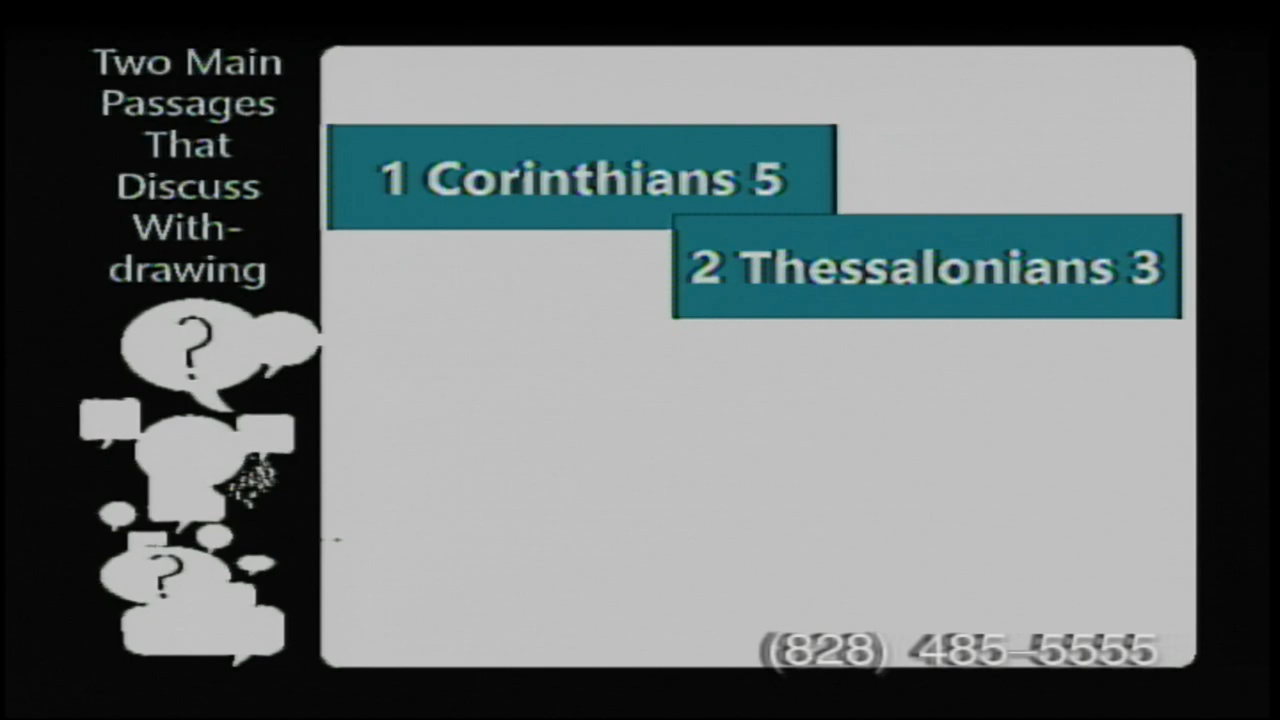 Two Main
Passages
That
Discuss
With-
drawing
?
?
1 Corinthians 5
2 Thessalonians 3
(828) 485-5555